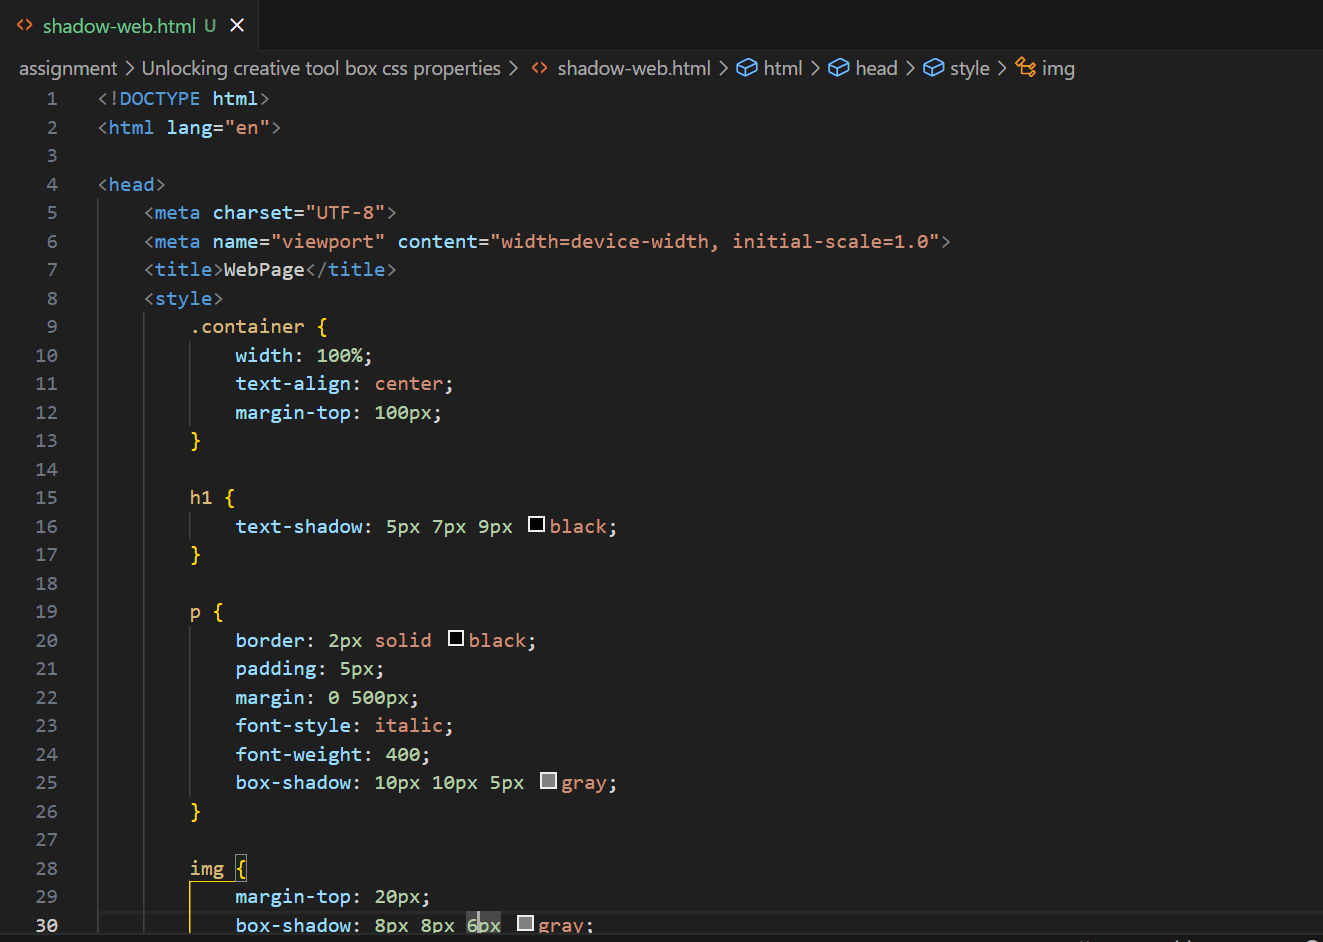 shadow-web.html U
assignment > Unlocking creative tool box css properties > shadow-web.html > html > head > style > img
1 <!DOCTYPE html>
2 <html lang="en">
3
4 <head>
5     <meta charset="UTF-8">
6     <meta name="viewport" content="width=device-width, initial-scale=1.0">
7     <title>WebPage</title>
8     <style>
9         .container {
10             width: 100%;
11             text-align: center;
12             margin-top: 100px;
13         }
14
15         h1 {
16             text-shadow: 5px 7px 9px black;
17         }
18
19         p {
20             border: 2px solid black;
21             padding: 5px;
22             margin: 0 500px;
23             font-style: italic;
24             font-weight: 400;
25             box-shadow: 10px 10px 5px gray;
26         }
27
28         img {
29             margin-top: 20px;
30             box-shadow: 8px 8px 6px gray;